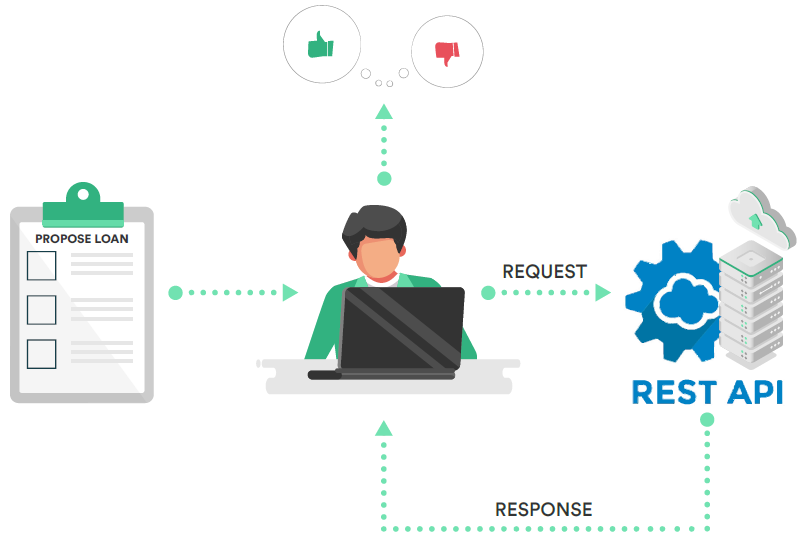 PROPOSE LOAN
REQUEST
REST API
RESPONSE